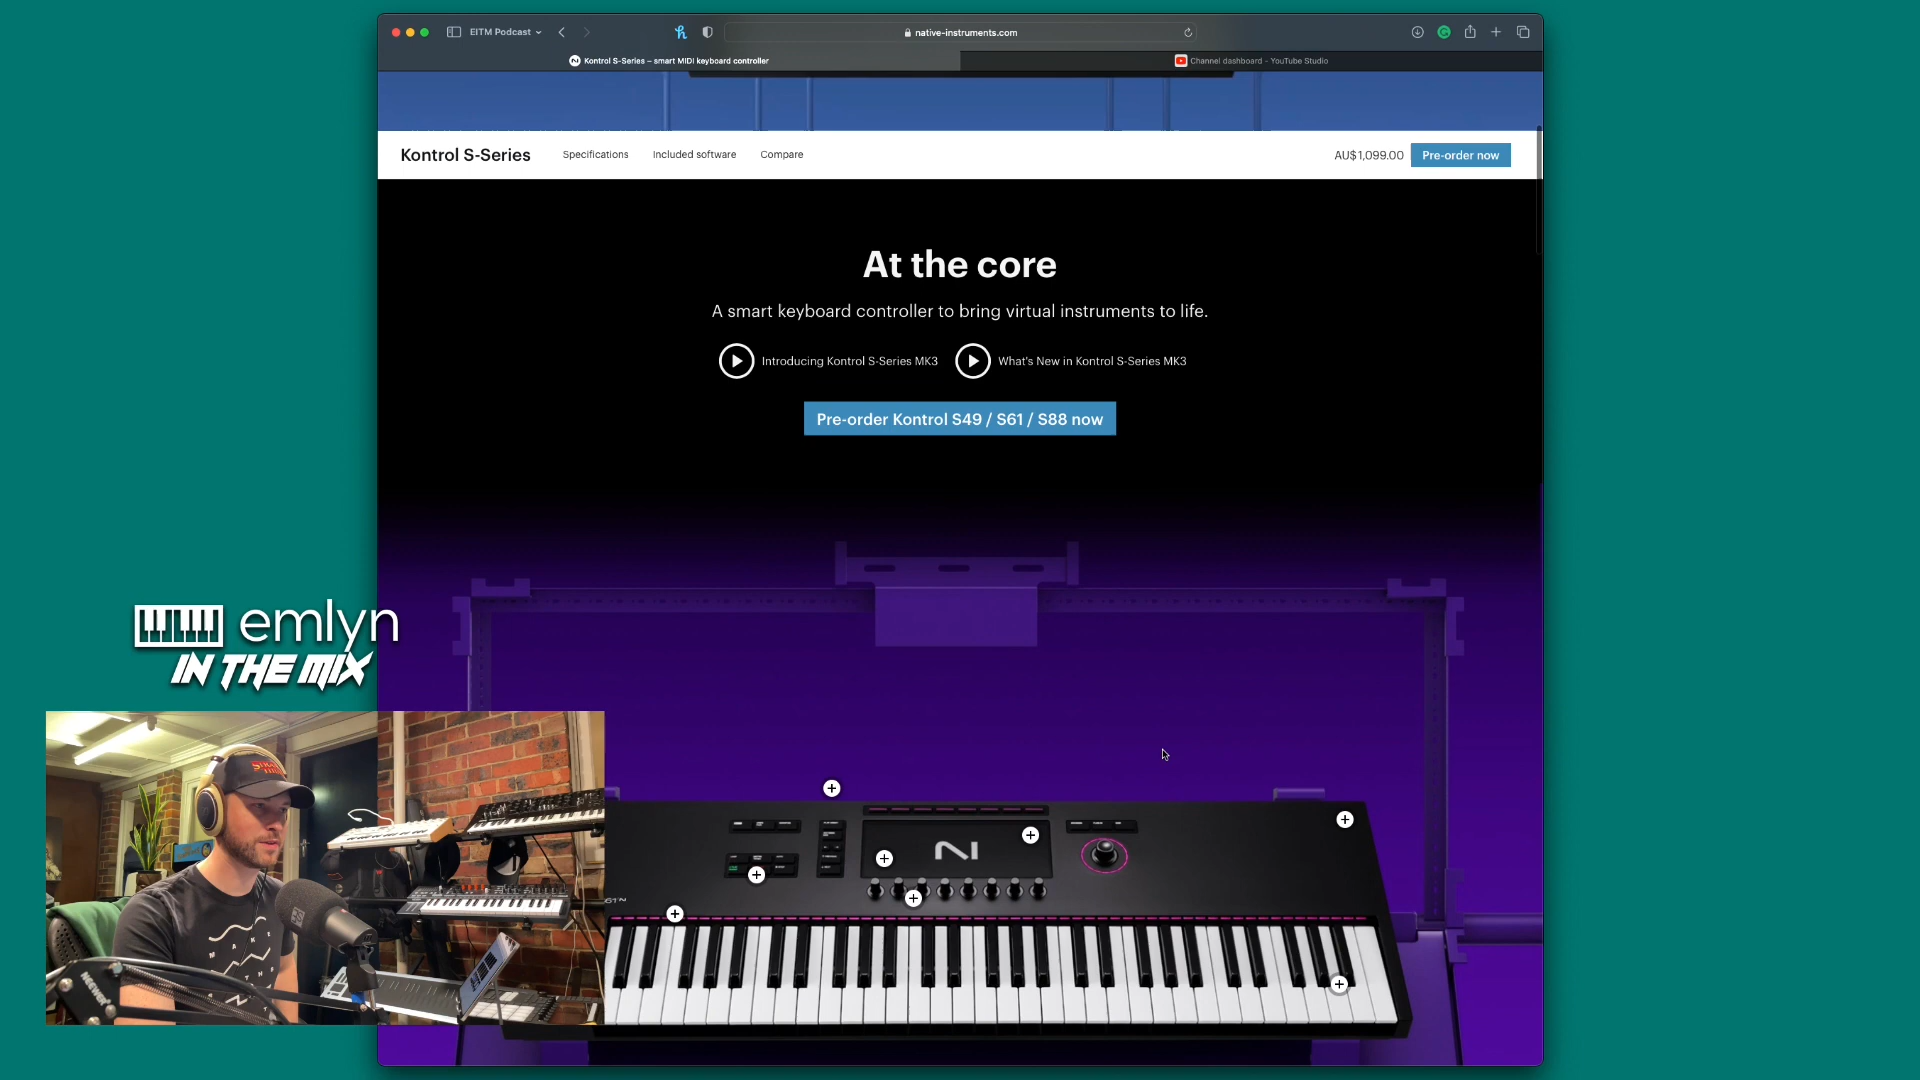 EITM Podcast
native-instruments.com
Kontrol S-Series – smart MIDI keyboard controller
Channel dashboard - YouTube Studio
Kontrol S-Series
Specifications
Included software
Compare
AU$1,099.00
Pre-order now
At the core
A smart keyboard controller to bring virtual instruments to life.
Introducing Kontrol S-Series MK3
What's New in Kontrol S-Series MK3
Pre-order Kontrol S49 / S61 / S88 now
emlyn
IN THE MIX